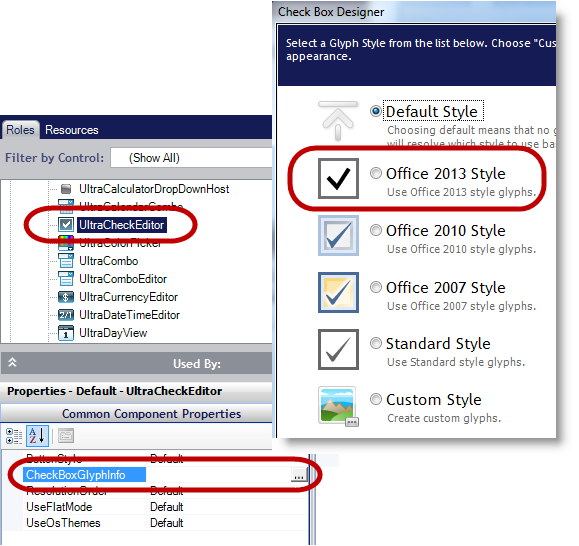 Check Box Designer
Select a Glyph Style from the list below. Choose "Cus
appearance.
Default Style
Choosing default means that no g
will resolve which style to use ba
Office 2013 Style
Use Office 2013 style glyphs.
Office 2010 Style
Use Office 2010 style glyphs.
Office 2007 Style
Use Office 2007 style glyphs.
Standard Style
Use Standard style glyphs.
Custom Style
Create custom glyphs.
Roles Resources
Filter by Control: (Show All)
UltraCalculatorDropDownHost
UltraCalendarCombo
UltraCheckEditor
UltraColorPicker
UltraCombo
UltraComboEditor
UltraCurrencyEditor
UltraDateTimeEditor
UltraDayView
Used By:
Properties - Default - UltraCheckEditor
Common Component Properties
ButtonStyle Default
CheckBoxGlyphInfo ...
ResolutionOrder Default
UseFlatMode Default
UseOsThemes Default